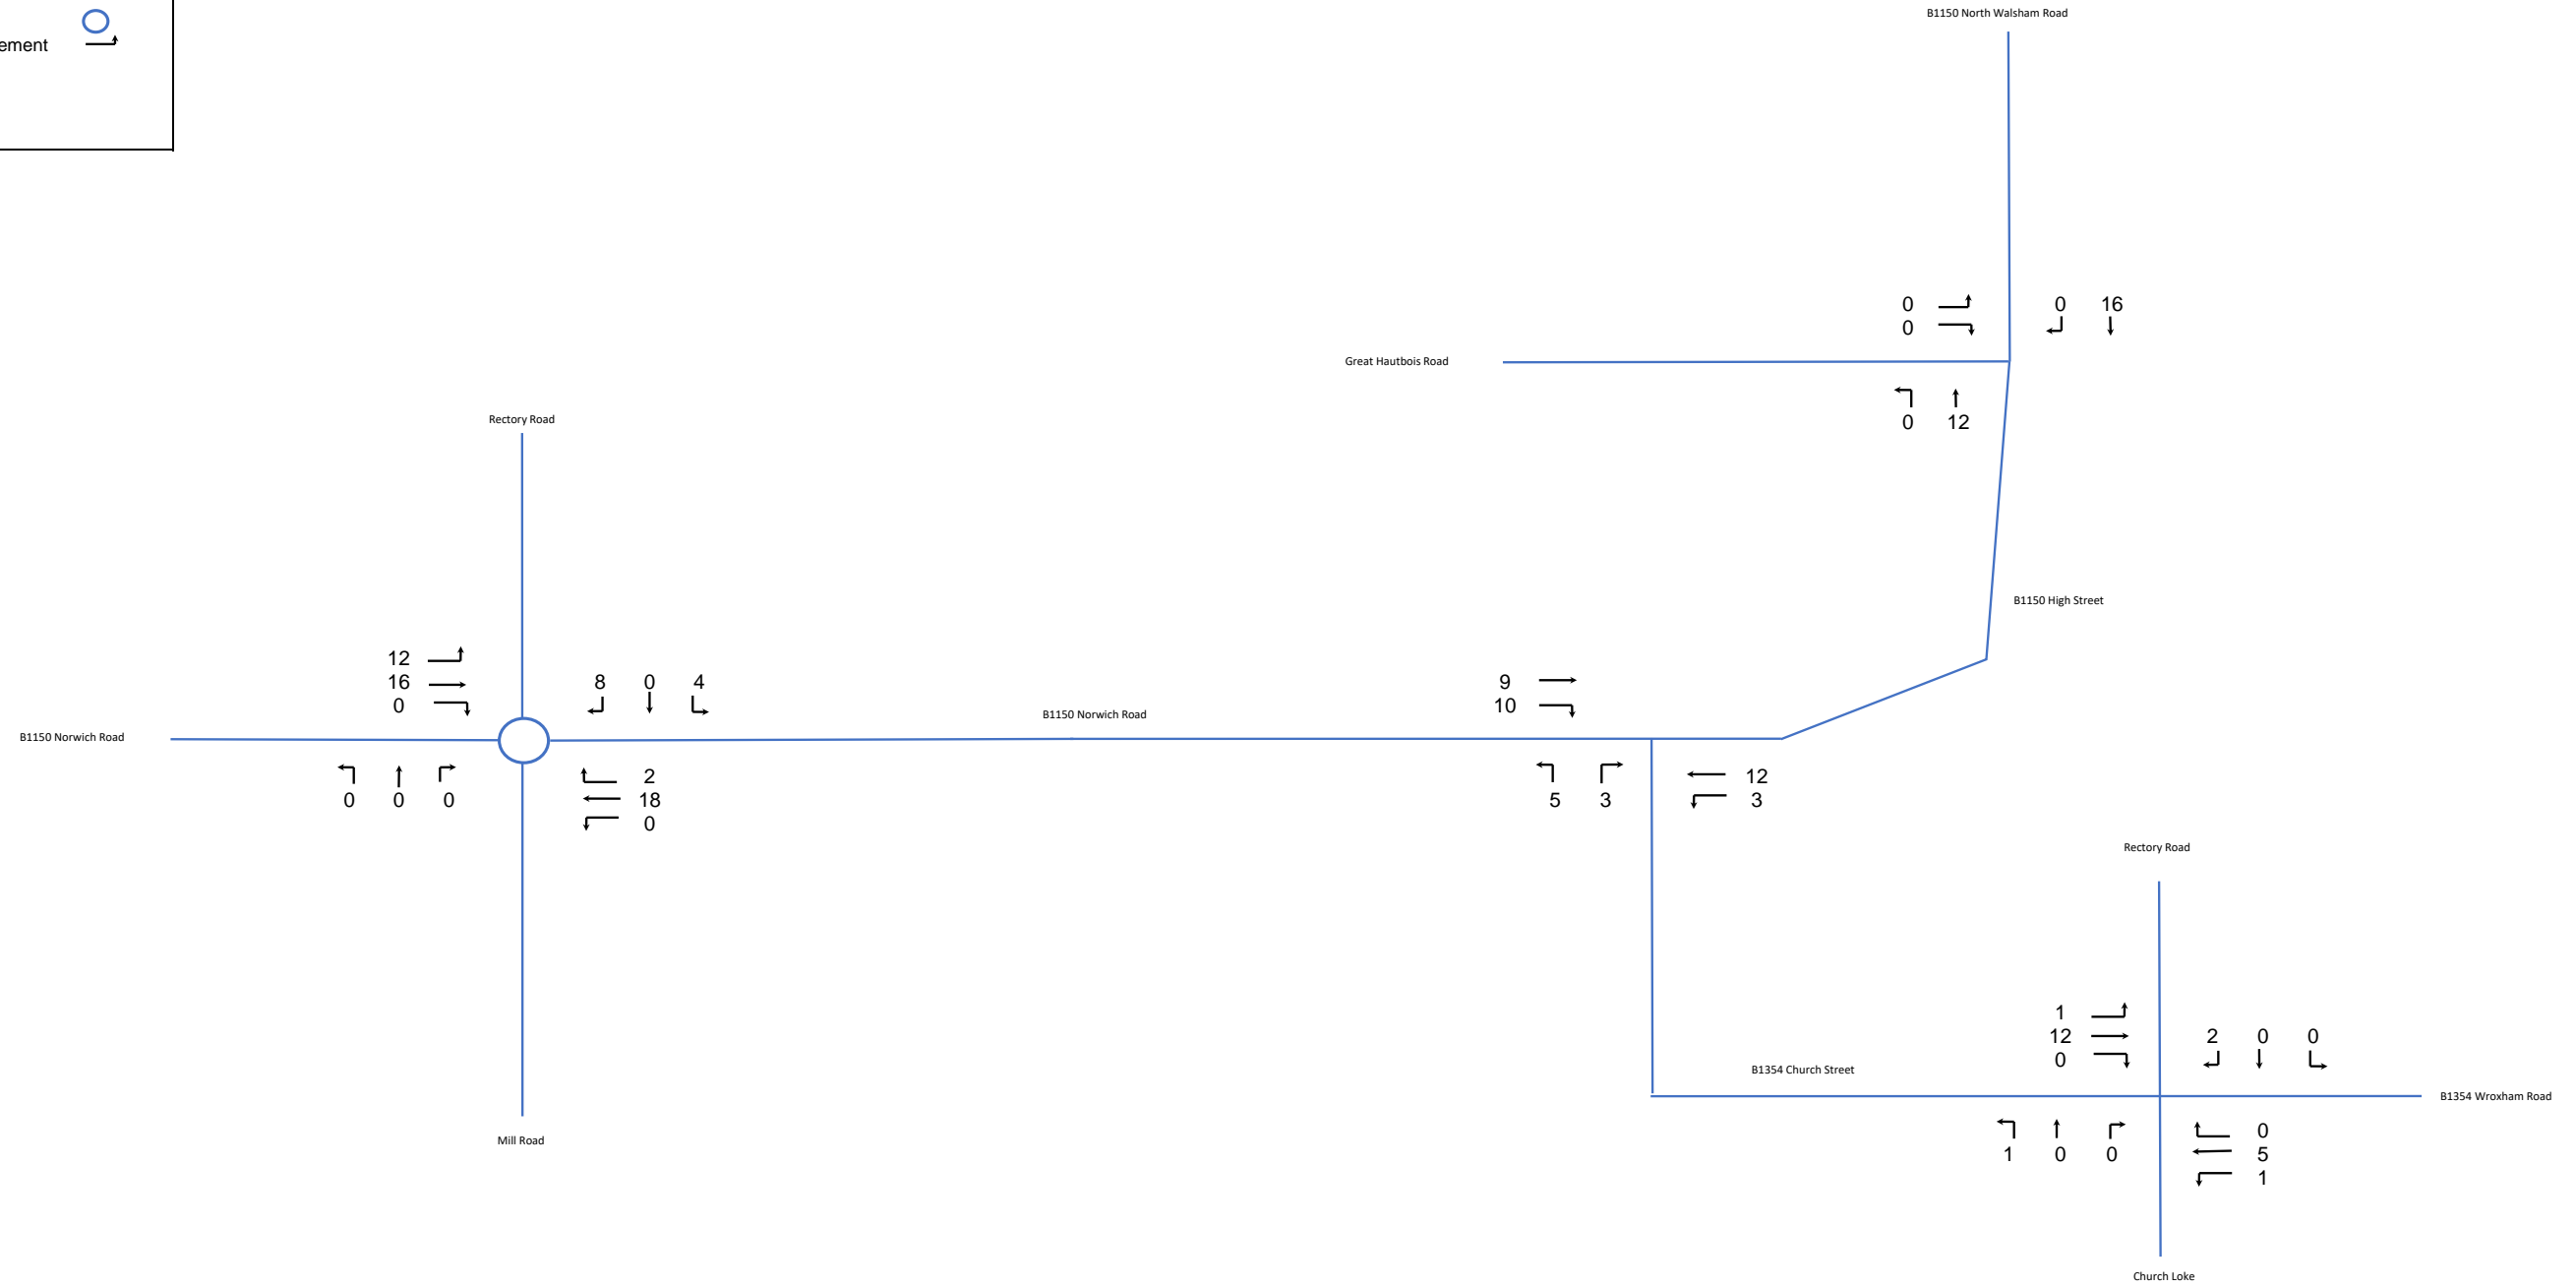 B1150 North Walsham Road
ement
0 0 16
0
Great Hautbois Road
0 12
Rectory Road
B1150 High Street
12
16 8 0 4
0
9
10
B1150 Norwich Road
B1150 Norwich Road
0 0 0
2
18
0
5 3
12
3
Rectory Road
1
12 2 0 0
0
B1354 Church Street
B1354 Wroxham Road
Mill Road
1 0 0
0
5
1
Church Loke